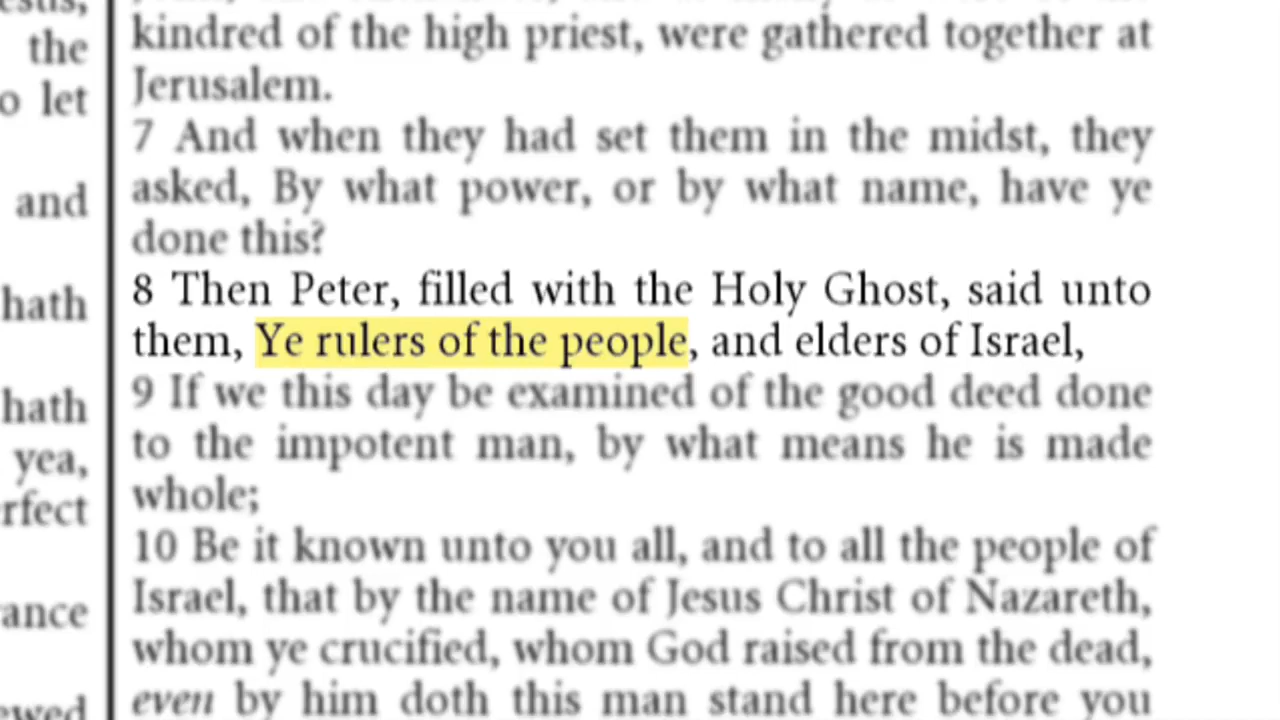 the
o let
and
hath
hath
yea,
rfect
ance
ewed
kindred of the high priest, were gathered together at
Jerusalem.
7 And when they had set them in the midst, they
asked, By what power, or by what name, have ye
done this?
8 Then Peter, filled with the Holy Ghost, said unto
them, Ye rulers of the people, and elders of Israel,
9 If we this day be examined of the good deed done
to the impotent man, by what means he is made
whole;
10 Be it known unto you all, and to all the people of
Israel, that by the name of Jesus Christ of Nazareth,
whom ye crucified, whom God raised from the dead,
even by him doth this man stand here before you